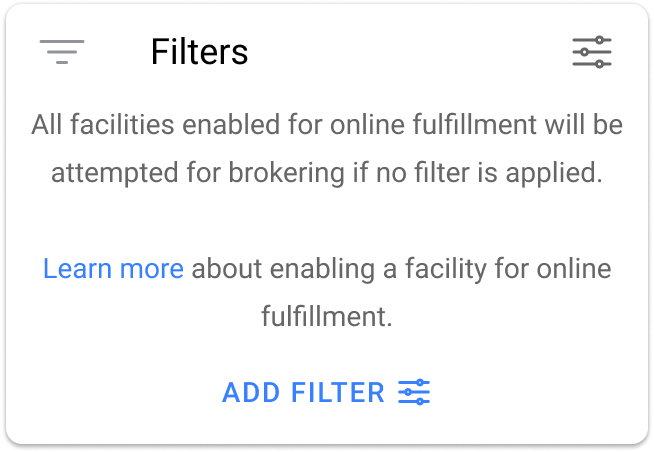 Filters
All facilities enabled for online fulfillment will be
attempted for brokering if no filter is applied.
Learn more about enabling a facility for online
fulfillment.
ADD FILTER